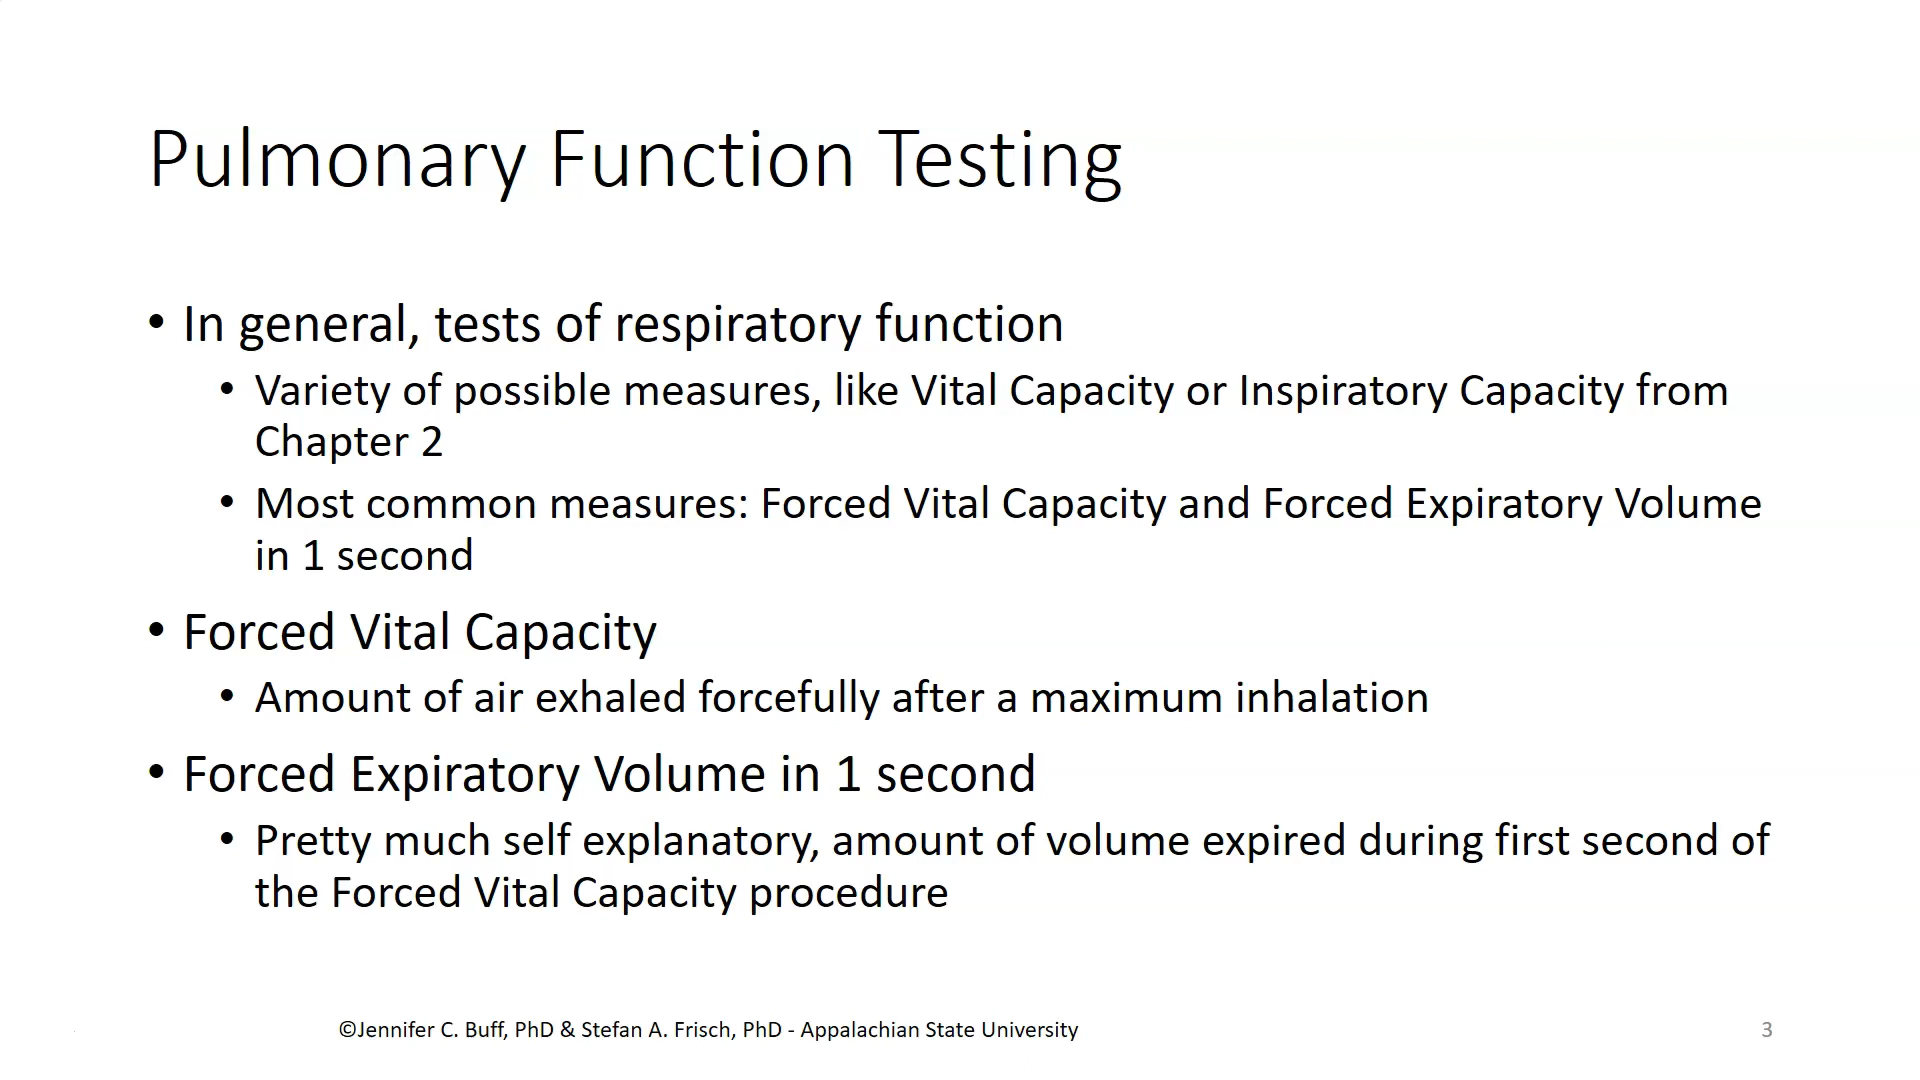 Pulmonary Function Testing
• In general, tests of respiratory function
• Variety of possible measures, like Vital Capacity or Inspiratory Capacity from
Chapter 2
• Most common measures: Forced Vital Capacity and Forced Expiratory Volume
in 1 second
• Forced Vital Capacity
• Amount of air exhaled forcefully after a maximum inhalation
• Forced Expiratory Volume in 1 second
• Pretty much self explanatory, amount of volume expired during first second of
the Forced Vital Capacity procedure
©Jennifer C. Buff, PhD & Stefan A. Frisch, PhD - Appalachian State University
3